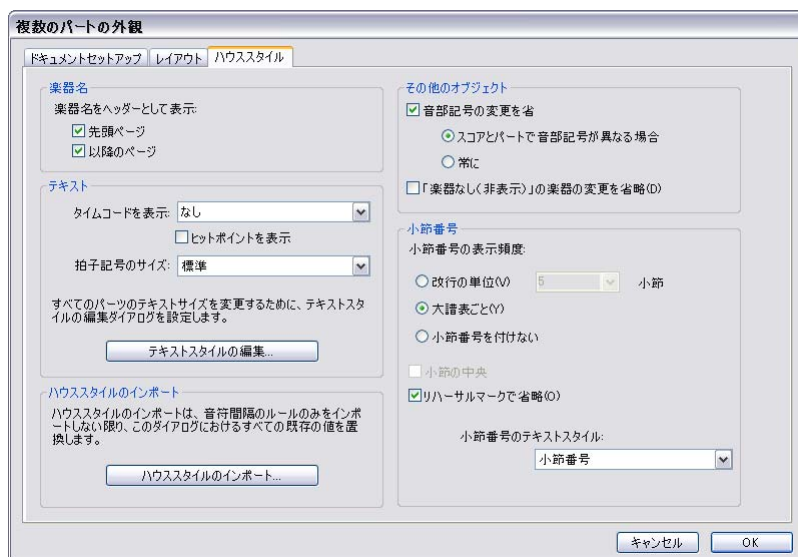 複数のパートの外観
ドキュメントセットアップ レイアウト ハウススタイル
楽器名
楽器名をヘッダーとして表示:
先頭ページ
以降のページ
テキスト
タイムコードを表示: なし
ヒットポイントを表示
拍子記号のサイズ: 標準
すべてのパーツのテキストサイズを変更するために、テキストスタ
イルの編集ダイアログを設定します。
テキストスタイルの編集...
ハウススタイルのインポート
ハウススタイルのインポートは、音符間隔のルールのみをインポ
ートしない限り、このダイアログにおけるすべての既存の値を置
換します。
ハウススタイルのインポート...
その他のオブジェクト
音部記号の変更を省
スコアとパートで音部記号が異なる場合
常に
「楽器なし(非表示)」の楽器の変更を省略(D)
小節番号
小節番号の表示頻度:
改行の単位(V) 5 小節
大譜表ごと(Y)
小節番号を付けない
小節の中央
リハーサルマークで省略(O)
小節番号のテキストスタイル:
小節番号
キャンセル OK